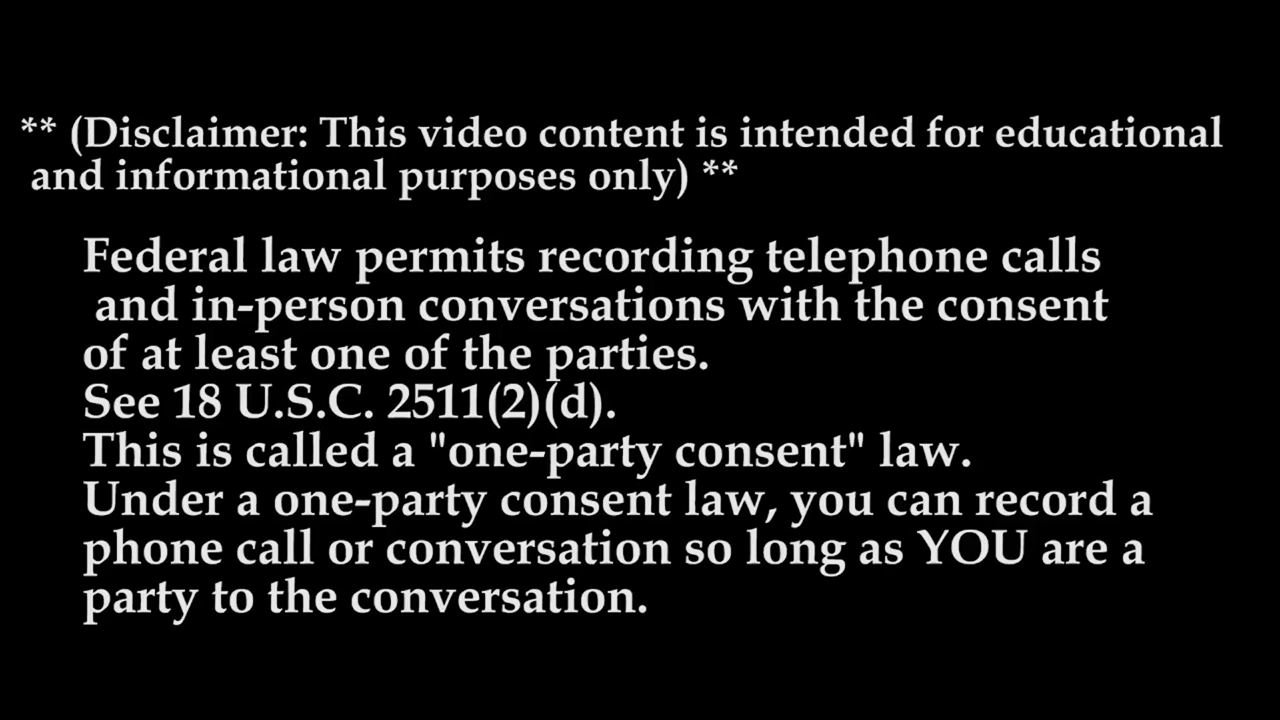 ** (Disclaimer: This video content is intended for educational
and informational purposes only) **
Federal law permits recording telephone calls
and in-person conversations with the consent
of at least one of the parties.
See 18 U.S.C. 2511(2)(d).
This is called a "one-party consent" law.
Under a one-party consent law, you can record a
phone call or conversation so long as YOU are a
party to the conversation.